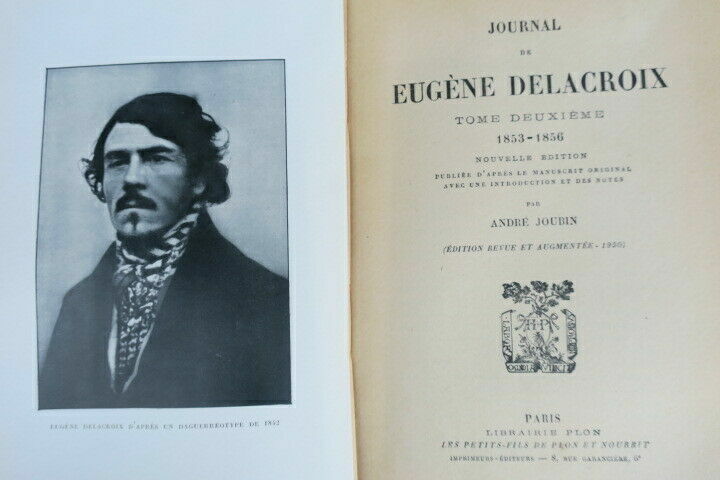 EUGÈNE DELACROIX D'APRÈS UN DAGUERRÉOTYPE DE 1842
JOURNAL
DE
EUGÈNE DELACROIX
TOME DEUXIÈME
1853-1856
NOUVELLE ÉDITION
PUBLIÉE D'APRÈS LE MANUSCRIT ORIGINAL
AVEC UNE INTRODUCTION ET DES NOTES
PAR
ANDRÉ JOUBIN
(ÉDITION REVUE ET AUGMENTÉE - 1950)
PARIS
LIBRAIRIE PLON
LES PETITS-FILS DE PLON ET NOURRIT
IMPRIMEURS-ÉDITEURS — 8, RUE GARANCIÈRE, 6e